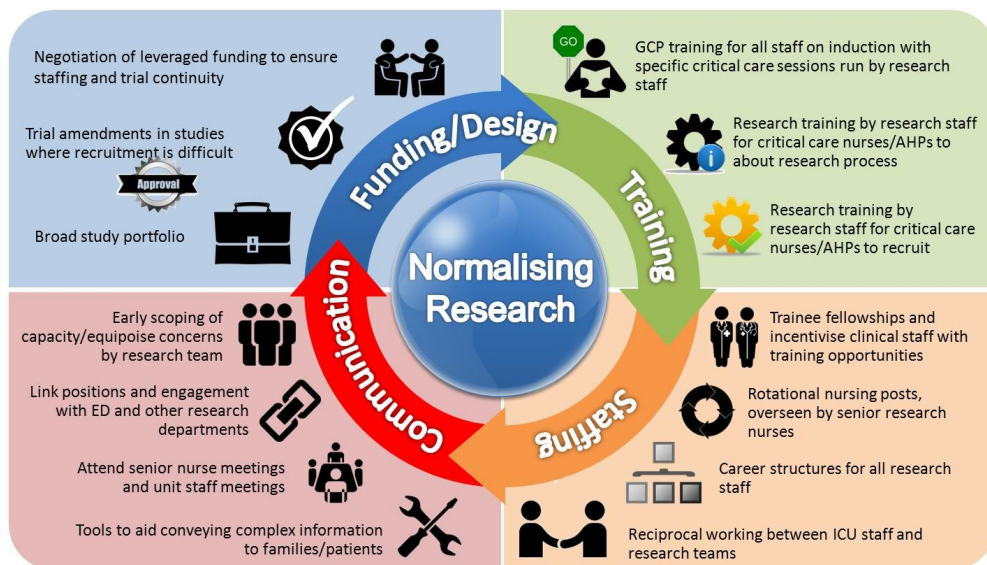 Negotiation of leveraged funding to ensure
staffing and trial continuity
Trial amendments in studies
where recruitment is difficult
Approval
Broad study portfolio
Funding/Design
GO
GCP training for all staff on induction with
specific critical care sessions run by research
staff
i
Research training by research staff
for critical care nurses/AHPs to
about research process
Research training by
research staff for critical care
nurses/AHPs to recruit
Training
Normalising
Research
Communication
Early scoping of
capacity/equipoise concerns
by research team
Link positions and engagement
with ED and other research
departments
Attend senior nurse meetings
and unit staff meetings
Tools to aid conveying complex information
to families/patients
Staffing
Trainee fellowships and
incentivise clinical staff with
training opportunities
Rotational nursing posts,
overseen by senior research
nurses
Career structures for all research
staff
Reciprocal working between ICU staff and
research teams